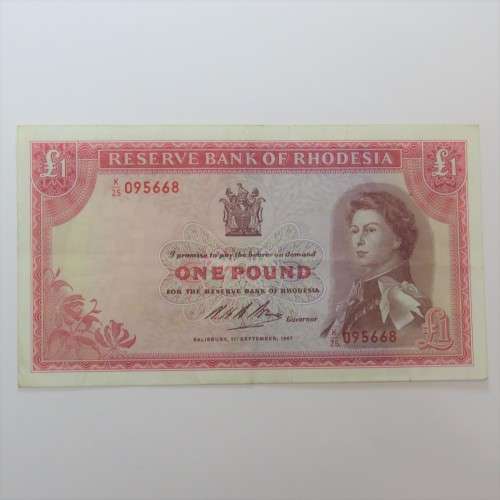 £1 RESERVE BANK OF RHODESIA £1
K/25 095668
I promise to pay the bearer on demand
ONE POUND
FOR THE RESERVE BANK OF RHODESIA
Governor
K/25 095668
£1
SALISBURY, 1ST SEPTEMBER, 1967